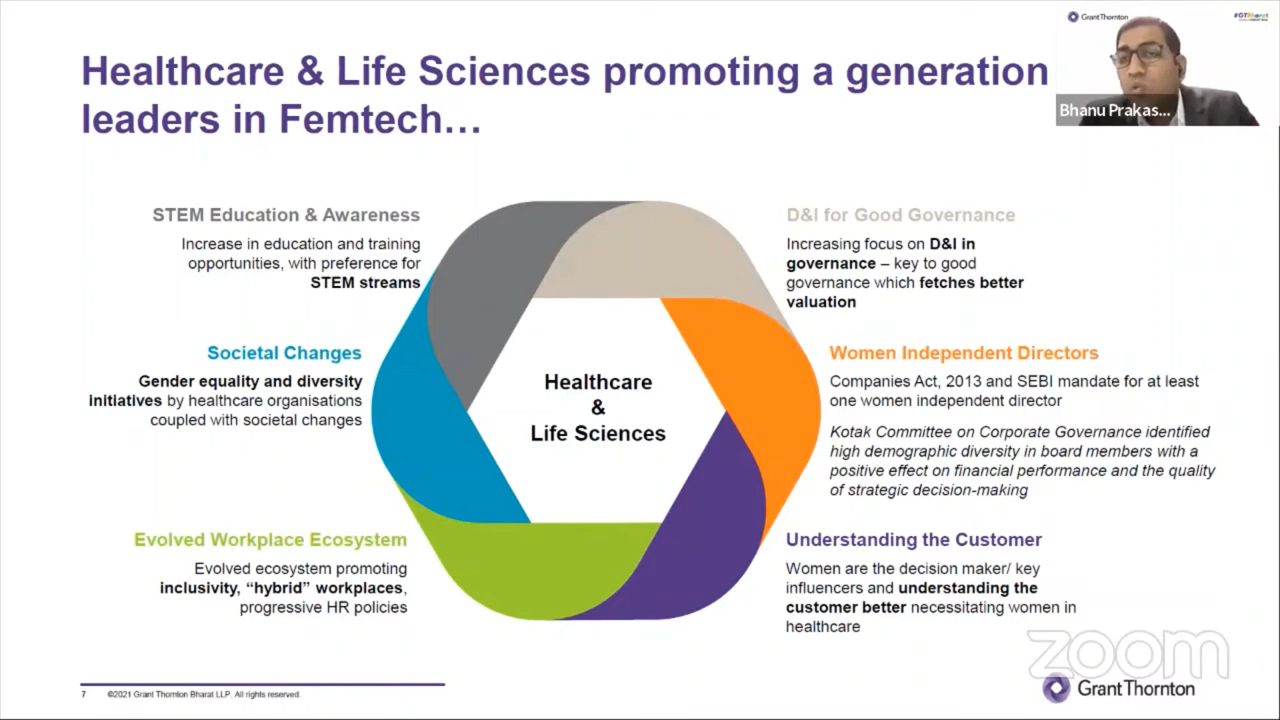 Grant Thornton
#GTBharat
Healthcare & Life Sciences promoting a generation
leaders in Femtech…
Bhanu Prakas...
STEM Education & Awareness
Increase in education and training
opportunities, with preference for
STEM streams
Societal Changes
Gender equality and diversity
initiatives by healthcare organisations
coupled with societal changes
Evolved Workplace Ecosystem
Evolved ecosystem promoting
inclusivity, “hybrid” workplaces,
progressive HR policies
Healthcare
&
Life Sciences
D&I for Good Governance
Increasing focus on D&I in
governance – key to good
governance which fetches better
valuation
Women Independent Directors
Companies Act, 2013 and SEBI mandate for at least
one women independent director
Kotak Committee on Corporate Governance identified
high demographic diversity in board members with a
positive effect on financial performance and the quality
of strategic decision-making
Understanding the Customer
Women are the decision maker/ key
influencers and understanding the
customer better necessitating women in
healthcare
zoom
Grant Thornton
7 ©2021 Grant Thornton Bharat LLP. All rights reserved.